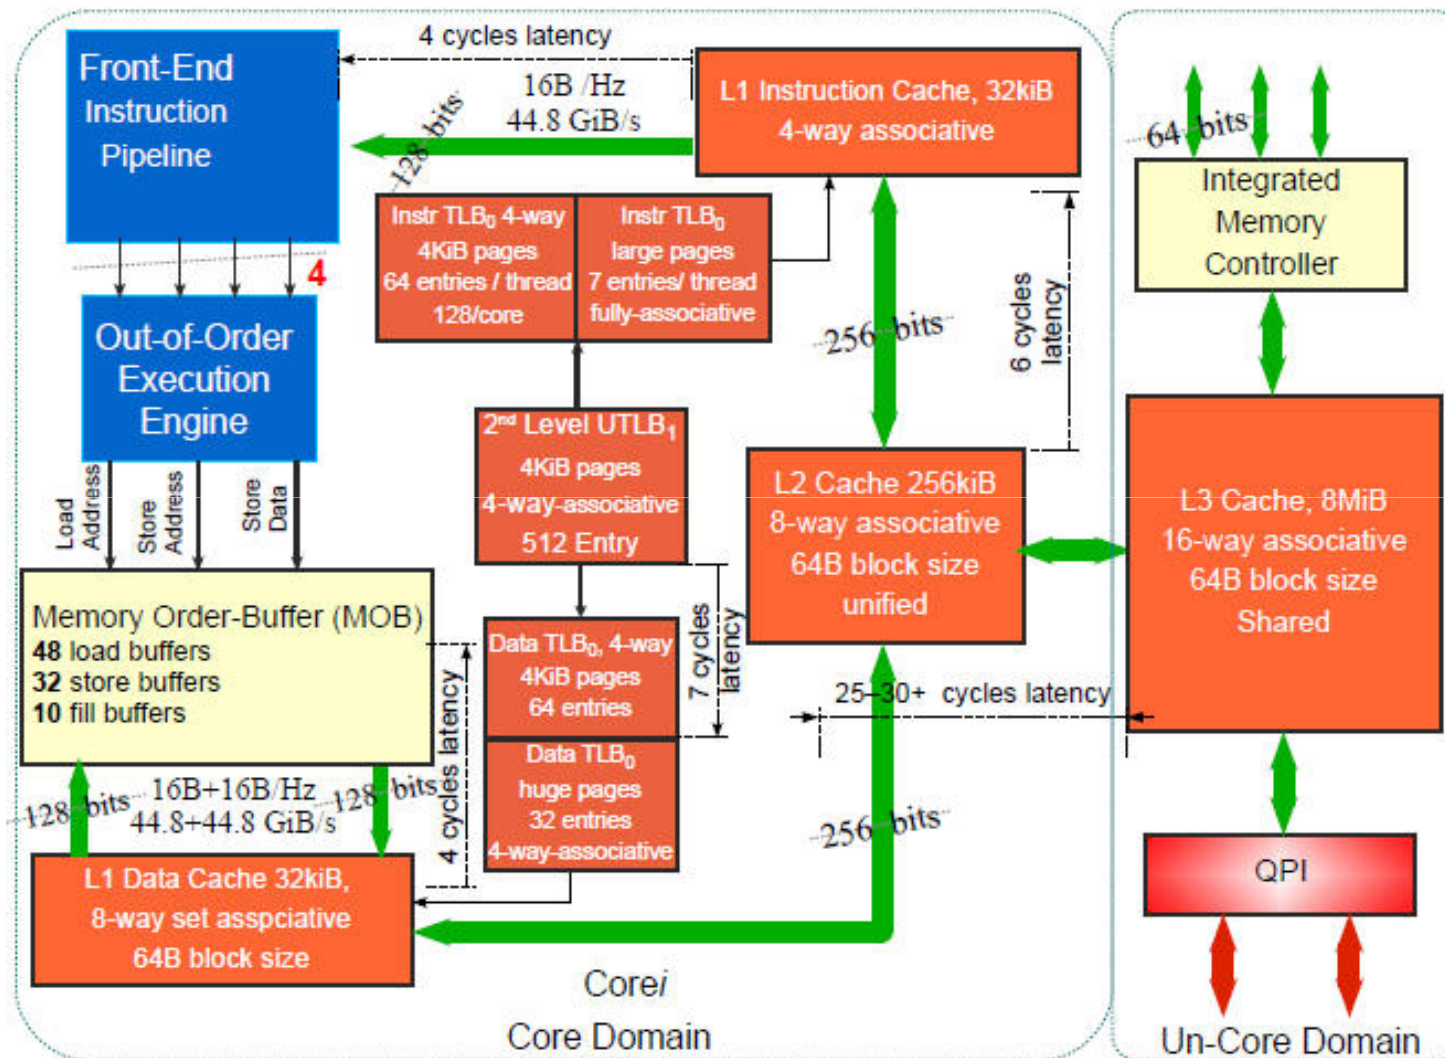 Front-End
Instruction
Pipeline
4 cycles latency
16B /Hz
44.8 GiB/s
128 bits
L1 Instruction Cache, 32kiB
4-way associative
64 bits
Integrated
Memory
Controller
Instr TLB0 4-way
4KiB pages
64 entries / thread
128/core
Instr TLB0
large pages
7 entries/ thread
fully-associative
4
Out-of-Order
Execution
Engine
256 bits
6 cycles
latency
2nd Level UTLB1
4KiB pages
4-way-associative
512 Entry
L2 Cache 256kiB
8-way associative
64B block size
unified
L3 Cache, 8MiB
16-way associative
64B block size
Shared
Load
Address
Store
Address
Store
Data
Memory Order-Buffer (MOB)
48 load buffers
32 store buffers
10 fill buffers
4 cycles latency
Data TLB0, 4-way
4KiB pages
64 entries
7 cycles
latency
Data TLB0
huge pages
32 entries
4-way-associative
25–30+ cycles latency
128 bits
16B+16B/Hz
44.8+44.8 GiB/s
128 bits
256 bits
L1 Data Cache 32kiB,
8-way set asspciative
64B block size
QPI
Corei
Core Domain
Un-Core Domain